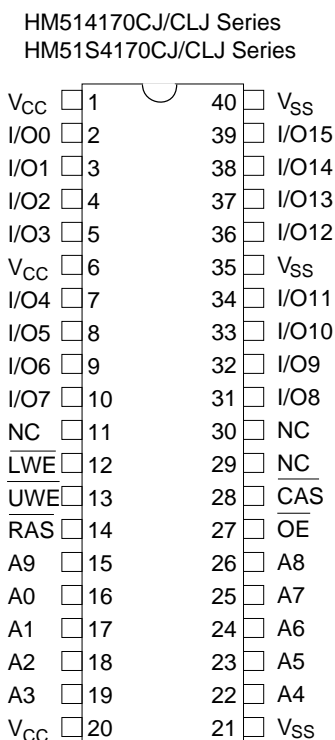 HM514170CJ/CLJ Series
HM51S4170CJ/CLJ Series
VCC 1 40 VSS
I/O0 2 39 I/O15
I/O1 3 38 I/O14
I/O2 4 37 I/O13
I/O3 5 36 I/O12
VCC 6 35 VSS
I/O4 7 34 I/O11
I/O5 8 33 I/O10
I/O6 9 32 I/O9
I/O7 10 31 I/O8
NC 11 30 NC
LWE 12 29 NC
UWE 13 28 CAS
RAS 14 27 OE
A9 15 26 A8
A0 16 25 A7
A1 17 24 A6
A2 18 23 A5
A3 19 22 A4
VCC 20 21 VSS